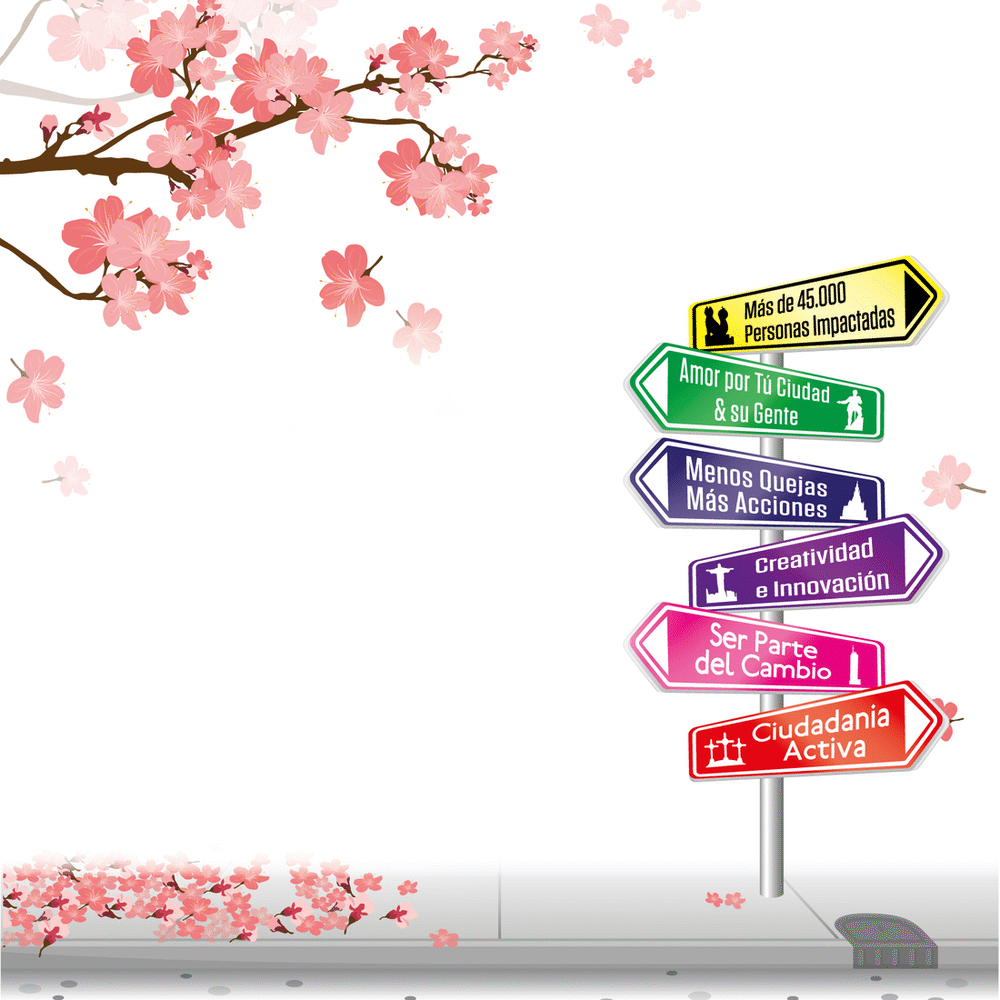 Más de 45.000
Personas Impactadas
Amor por Tú Ciudad
& su Gente
Menos Quejas
Más Acciones
Creatividad
e Innovación
Ser Parte
del Cambio
Ciudadania
Activa